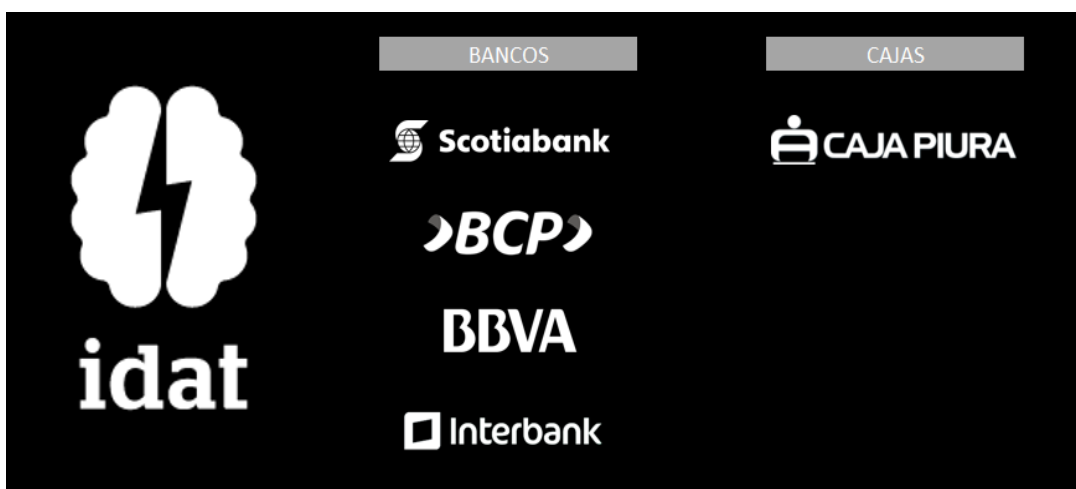 idat
BANCOS
Scotiabank
BCP
BBVA
Interbank
CAJAS
CAJA PIURA